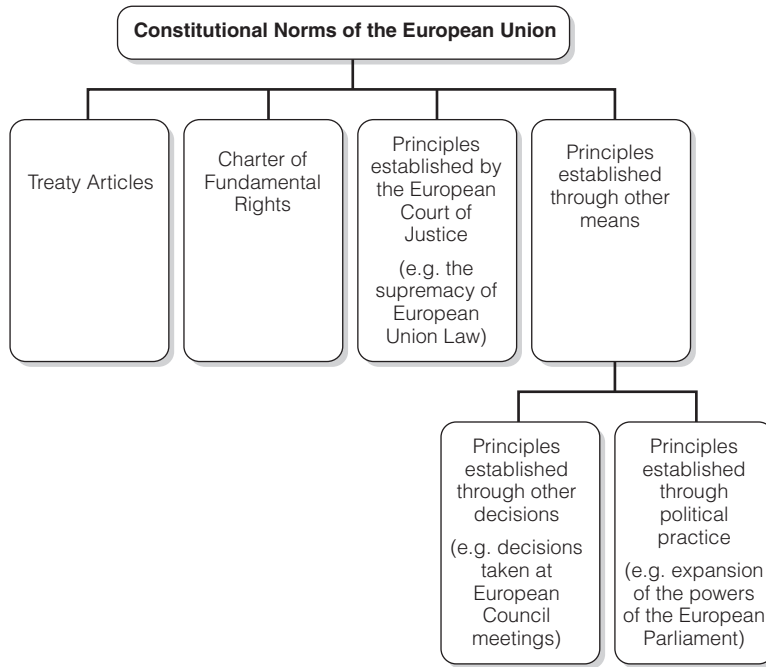 Constitutional Norms of the European Union
Treaty Articles
Charter of
Fundamental
Rights
Principles
established by
the European
Court of
Justice
(e.g. the
supremacy of
European
Union Law)
Principles
established
through other
means
Principles
established
through other
decisions
(e.g. decisions
taken at
European
Council
meetings)
Principles
established
through
political
practice
(e.g. expansion
of the powers
of the European
Parliament)